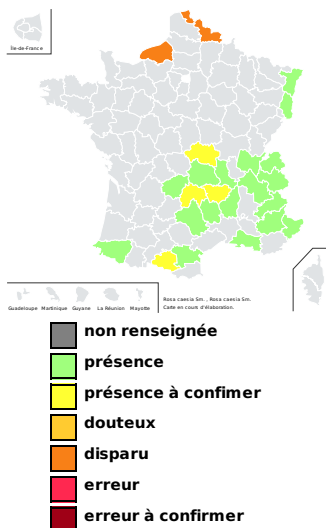 Île-de-France
Guadeloupe Martinique Guyane La Réunion Mayotte
Rosa caesia Sm. , Rosa caesia Sm.
Carte en cours d'élaboration.
non renseignée
présence
présence à confimer
douteux
disparu
erreur
erreur à confirmer